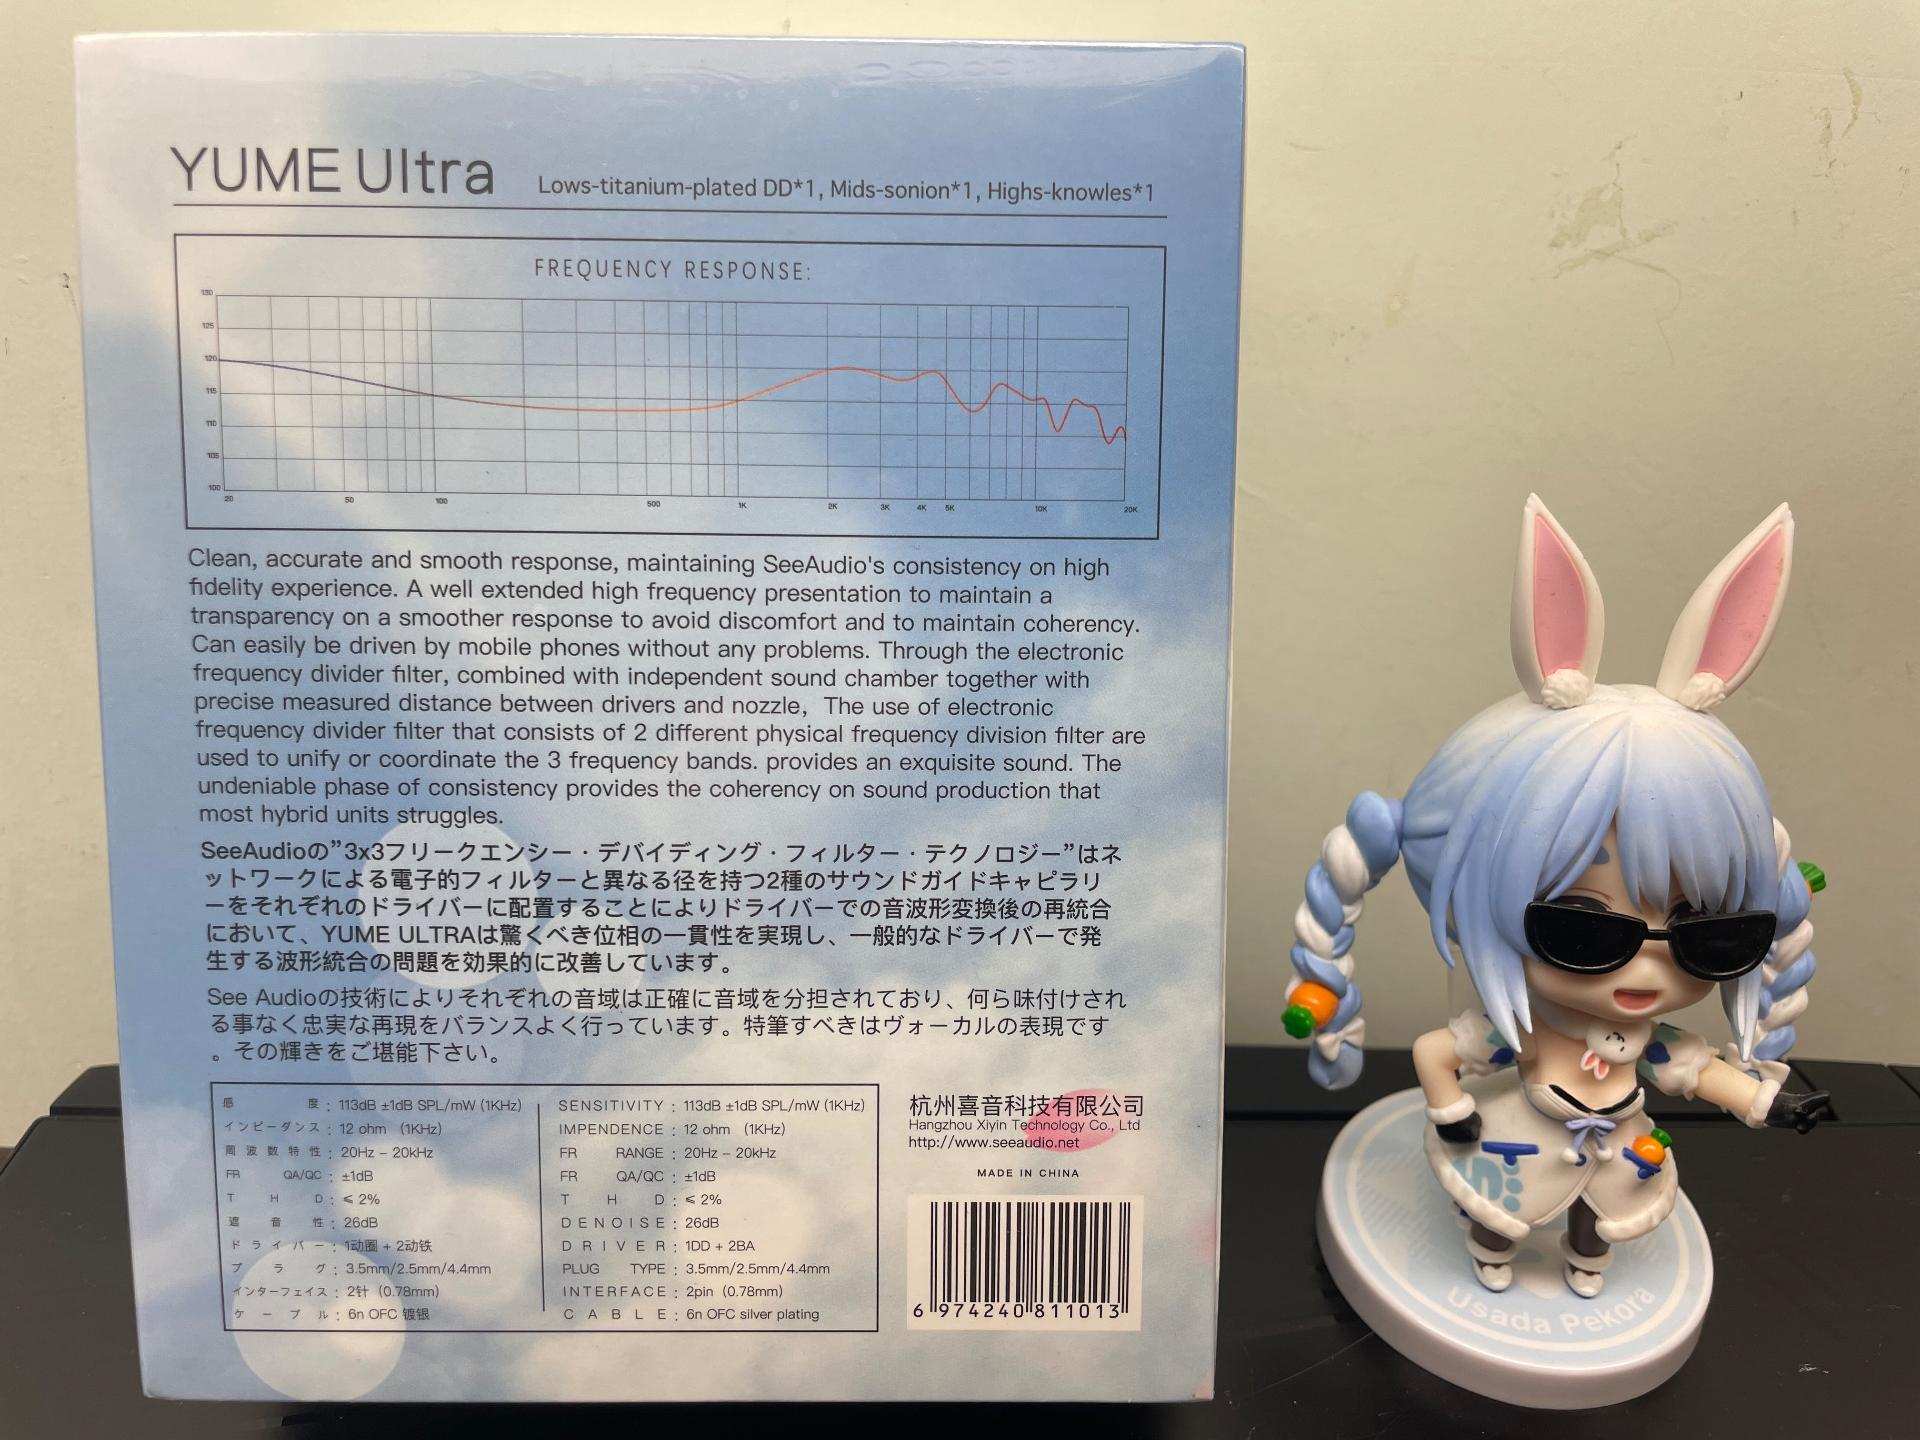 YUME Ultra
Lows-titanium-plated DD*1, Mids-sonion*1, Highs-knowles*1
FREQUENCY RESPONSE:
130
125
120
115
110
105
100
20 50 100 500 1K 2K 3K 4K 5K 10K 20K
Clean, accurate and smooth response, maintaining SeeAudio's consistency on high
fidelity experience. A well extended high frequency presentation to maintain a
transparency on a smoother response to avoid discomfort and to maintain coherency.
Can easily be driven by mobile phones without any problems. Through the electronic
frequency divider filter, combined with independent sound chamber together with
precise measured distance between drivers and nozzle,  The use of electronic
frequency divider filter that consists of 2 different physical frequency division filter are
used to unify or coordinate the 3 frequency bands. provides an exquisite sound. The
undeniable phase of consistency provides the coherency on sound production that
most hybrid units struggles.
SeeAudioの”3x3フリークエンシー・デバイディング・フィルター・テクノロジー”はネ
ットワークによる電子的フィルターと異なる径を持つ2種のサウンドガイドキャピラリ
ーをそれぞれのドライバーに配置することによりドライバーでの音波形変換後の再統合
において、YUME ULTRAは驚くべき位相の一貫性を実現し、一般的なドライバーで発
生する波形統合の問題を効果的に改善しています。
See Audioの技術によりそれぞれの音域は正確に音域を分担されており、何ら味付けされ
る事なく忠実な再現をバランスよく行っています。特筆すべきはヴォーカルの表現です
。その輝きをご堪能下さい。
感度：113dB ±1dB SPL/mW (1KHz)
インピーダンス：12 ohm （1KHz）
周波数特性：20Hz – 20kHz
FR QA/QC：±1dB
THD：≤ 2%
遮音性：26dB
ドライバー：1动圈 + 2动铁
プラグ：3.5mm/2.5mm/4.4mm
インターフェイス：2针（0.78mm）
ケーブル：6n OFC 镀银
SENSITIVITY：113dB ±1dB SPL/mW (1KHz)
IMPENDENCE：12 ohm （1KHz）
FR RANGE：20Hz – 20kHz
FR QA/QC：±1dB
THD：≤ 2%
DENOISE：26dB
DRIVER：1DD + 2BA
PLUG TYPE：3.5mm/2.5mm/4.4mm
INTERFACE：2pin（0.78mm）
CABLE：6n OFC silver plating
杭州喜音科技有限公司
Hangzhou Xiyin Technology Co., Ltd
http://www.seeaudio.net
MADE IN CHINA
6 974240 811013
Usada Pekora